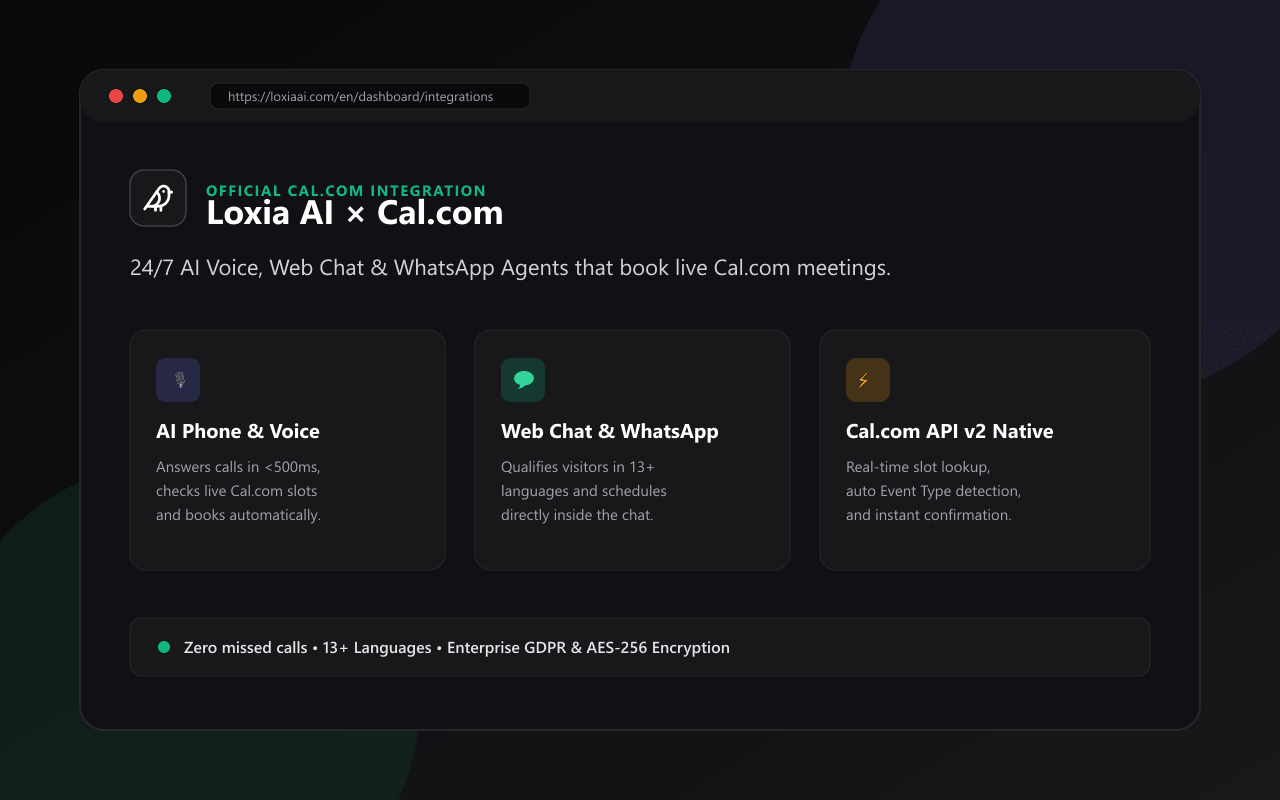 https://loxiaai.com/en/dashboard/integrations
OFFICIAL CAL.COM INTEGRATION
Loxia AI × Cal.com
24/7 AI Voice, Web Chat & WhatsApp Agents that book live Cal.com meetings.
AI Phone & Voice
Answers calls in <500ms,
checks live Cal.com slots
and books automatically.
Web Chat & WhatsApp
Qualifies visitors in 13+
languages and schedules
directly inside the chat.
Cal.com API v2 Native
Real-time slot lookup,
auto Event Type detection,
and instant confirmation.
Zero missed calls • 13+ Languages • Enterprise GDPR & AES-256 Encryption